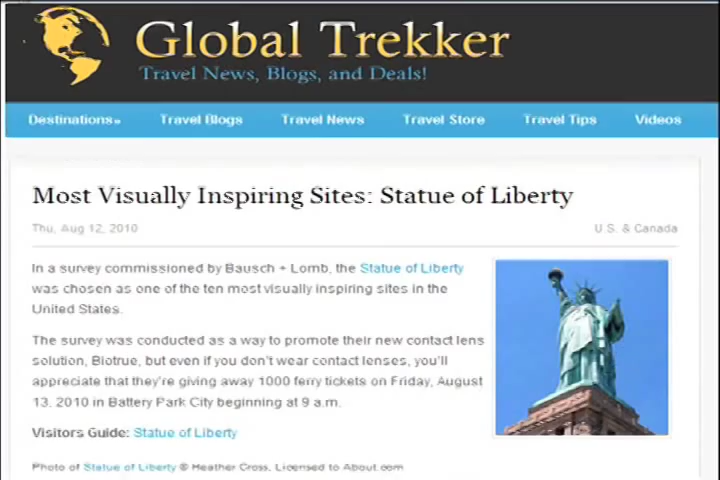 Global Trekker
Travel News, Blogs, and Deals!
Destinations»
Travel Blogs
Travel News
Travel Store
Travel Tips
Videos
Most Visually Inspiring Sites: Statue of Liberty
Thu, Aug 12, 2010
U.S. & Canada
In a survey commissioned by Bausch + Lomb, the Statue of Liberty
was chosen as one of the ten most visually inspiring sites in the
United States.
The survey was conducted as a way to promote their new contact lens
solution, Biotrue, but even if you don't wear contact lenses, you'll
appreciate that they're giving away 1000 ferry tickets on Friday, August
13, 2010 in Battery Park City beginning at 9 a.m.
Visitors Guide: Statue of Liberty
Photo of Statue of Liberty © Heather Cross, Licensed to About.com